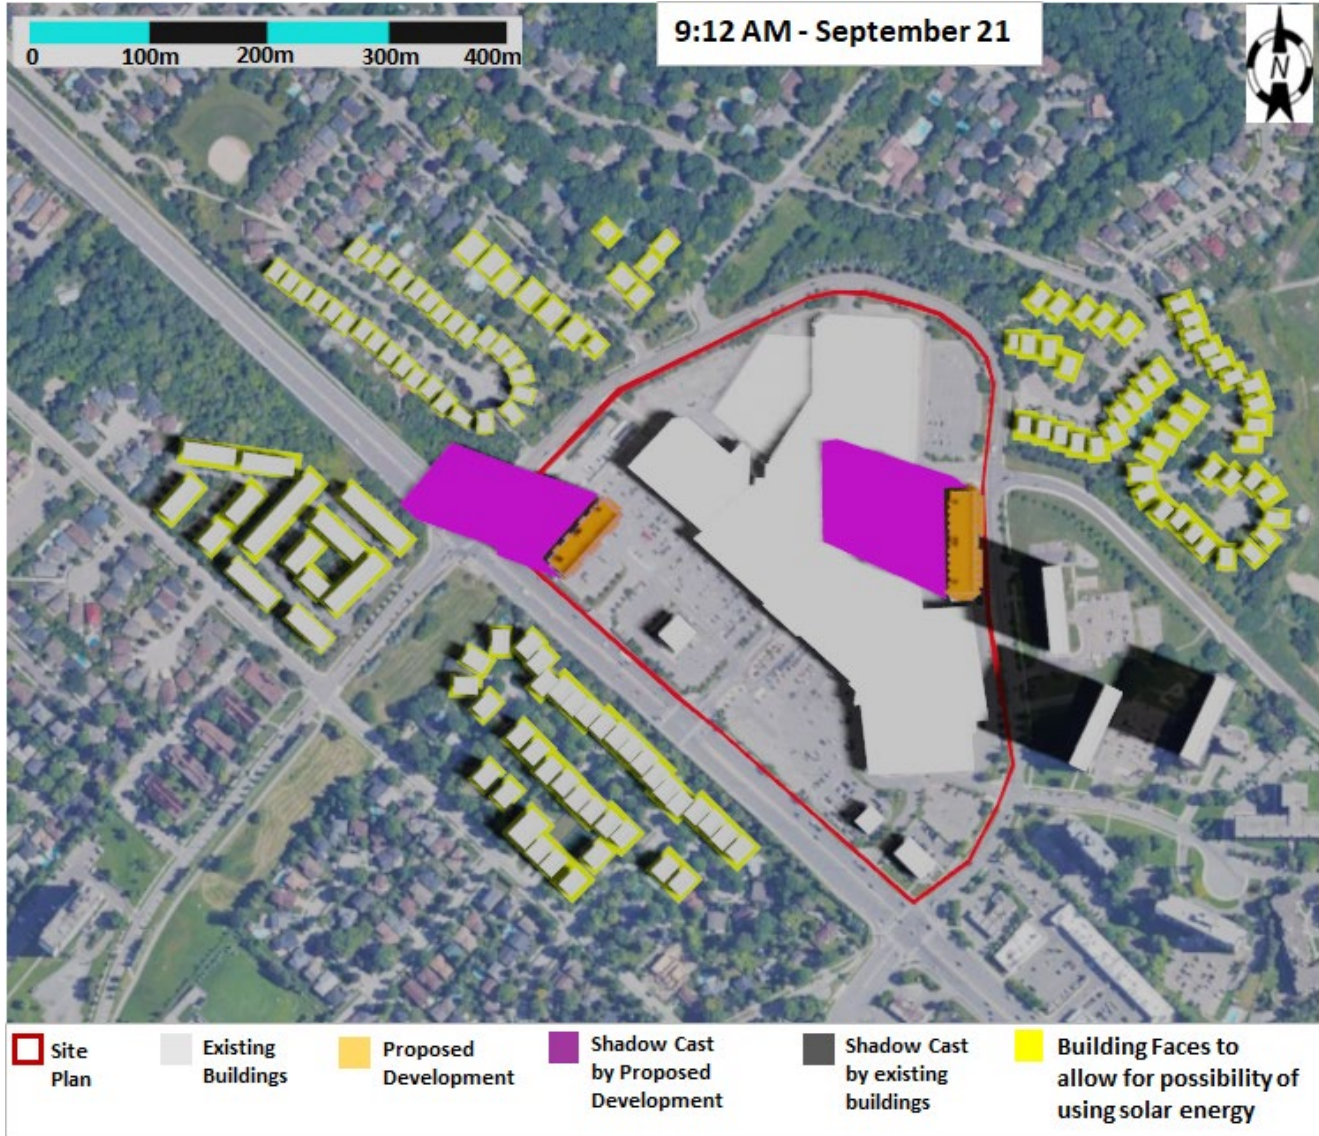 9:12 AM - September 21
N
0 100m 200m 300m 400m
Site
Plan
Existing
Buildings
Proposed
Development
Shadow Cast
by Proposed
Development
Shadow Cast
by existing
buildings
Building Faces to
allow for possibility of
using solar energy